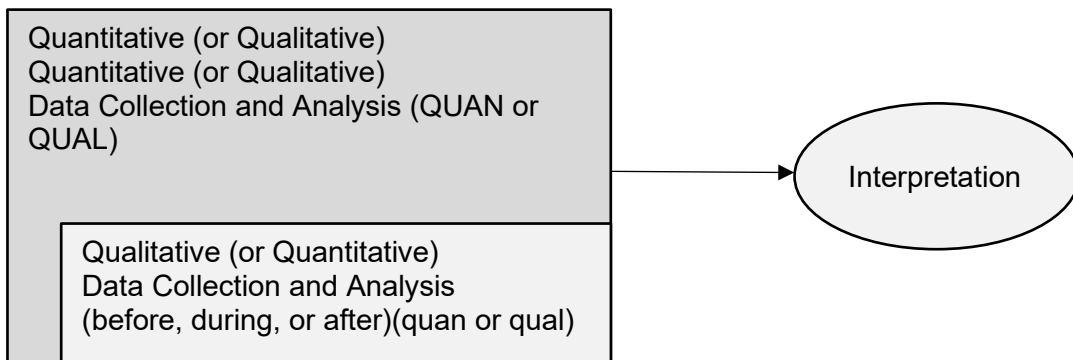 Quantitative (or Qualitative)
Quantitative (or Qualitative)
Data Collection and Analysis (QUAN or
QUAL)
Interpretation
Qualitative (or Quantitative)
Data Collection and Analysis
(before, during, or after)(quan or qual)